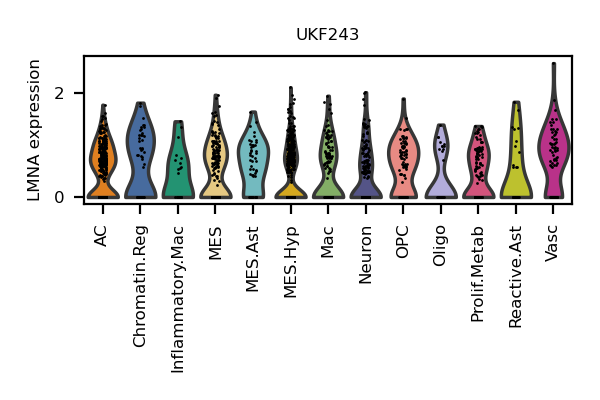 UKF243
LMNA expression
2
0
AC
Chromatin.Reg
Inflammatory.Mac
MES
MES.Ast
MES.Hyp
Mac
Neuron
OPC
Oligo
Prolif.Metab
Reactive.Ast
Vasc